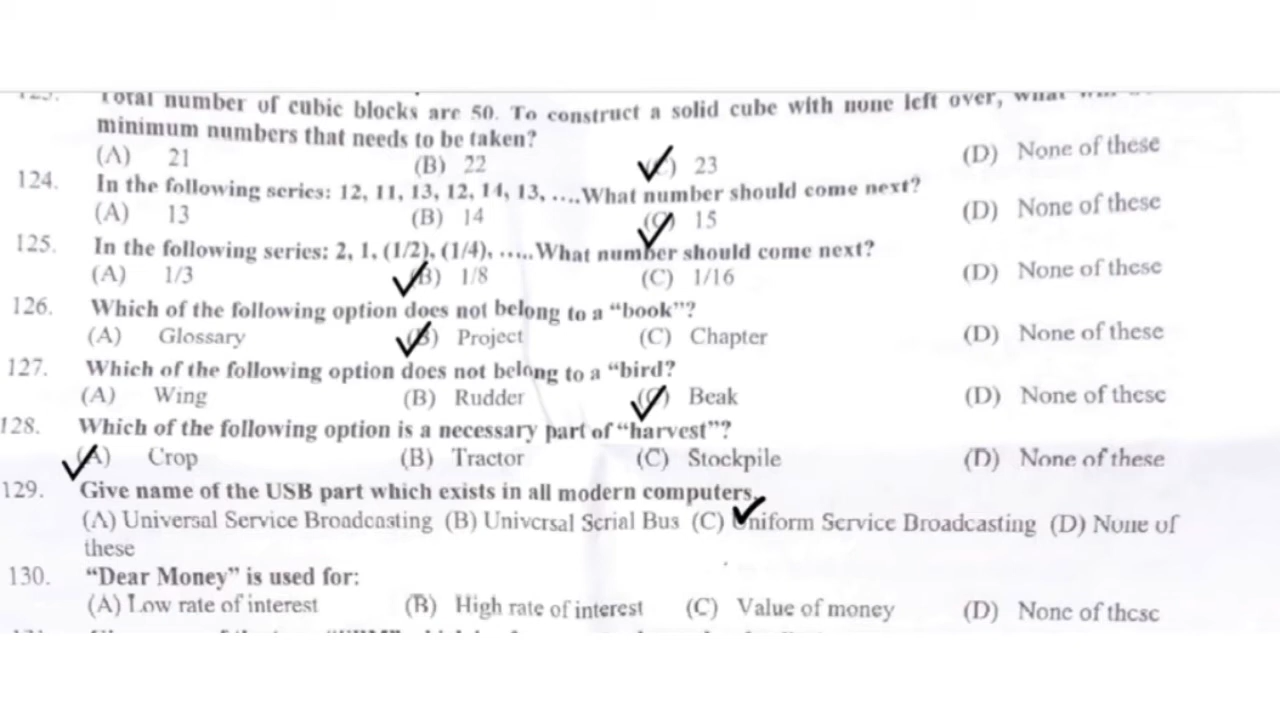 Total number of cubic blocks are 50. To construct a solid cube with none left over, what
minimum numbers that needs to be taken?
(A) 21 (B) 22 (C) 23 (D) None of these
124. In the following series: 12, 11, 13, 12, 14, 13, ....What number should come next?
(A) 13 (B) 14 (C) 15 (D) None of these
125. In the following series: 2, 1, (1/2), (1/4), .....What number should come next?
(A) 1/3 (B) 1/8 (C) 1/16 (D) None of these
126. Which of the following option does not belong to a “book”?
(A) Glossary (B) Project (C) Chapter (D) None of these
127. Which of the following option does not belong to a “bird?
(A) Wing (B) Rudder (C) Beak (D) None of these
128. Which of the following option is a necessary part of “harvest”?
(A) Crop (B) Tractor (C) Stockpile (D) None of these
129. Give name of the USB part which exists in all modern computers.
(A) Universal Service Broadcasting (B) Universal Serial Bus (C) Uniform Service Broadcasting (D) None of
these
130. “Dear Money” is used for:
(A) Low rate of interest (B) High rate of interest (C) Value of money (D) None of these